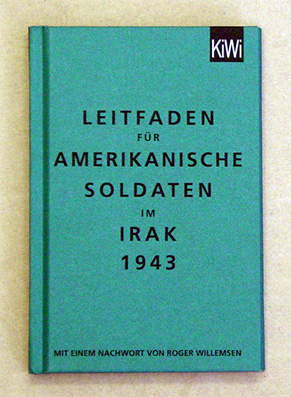 KiWi
LEITFADEN
FÜR
AMERIKANISCHE
SOLDATEN
IM
IRAK
1943
MIT EINEM NACHWORT VON ROGER WILLEMSEN